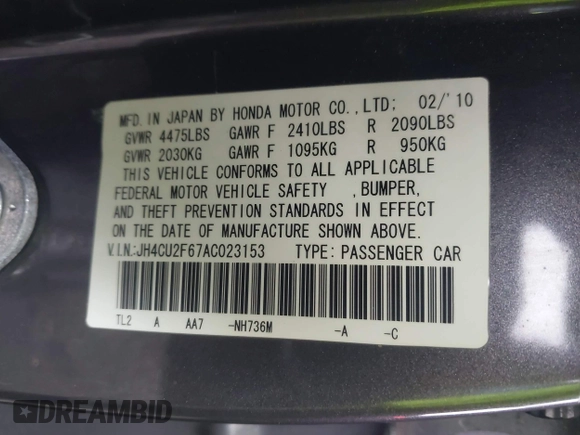 MFD. IN JAPAN BY HONDA MOTOR CO., LTD; 02/'10
GVWR 4475LBS GAWR F 2410LBS R 2090LBS
GVWR 2030KG GAWR F 1095KG R 950KG
THIS VEHICLE CONFORMS TO ALL APPLICABLE
FEDERAL MOTOR VEHICLE SAFETY ,BUMPER,
AND THEFT PREVENTION STANDARDS IN EFFECT
ON THE DATE OF MANUFACTURE SHOWN ABOVE.
V.I.N.:JH4CU2F67AC023153 TYPE: PASSENGER CAR
TL2 A AA7 -NH736M -A -C
DREAMBID